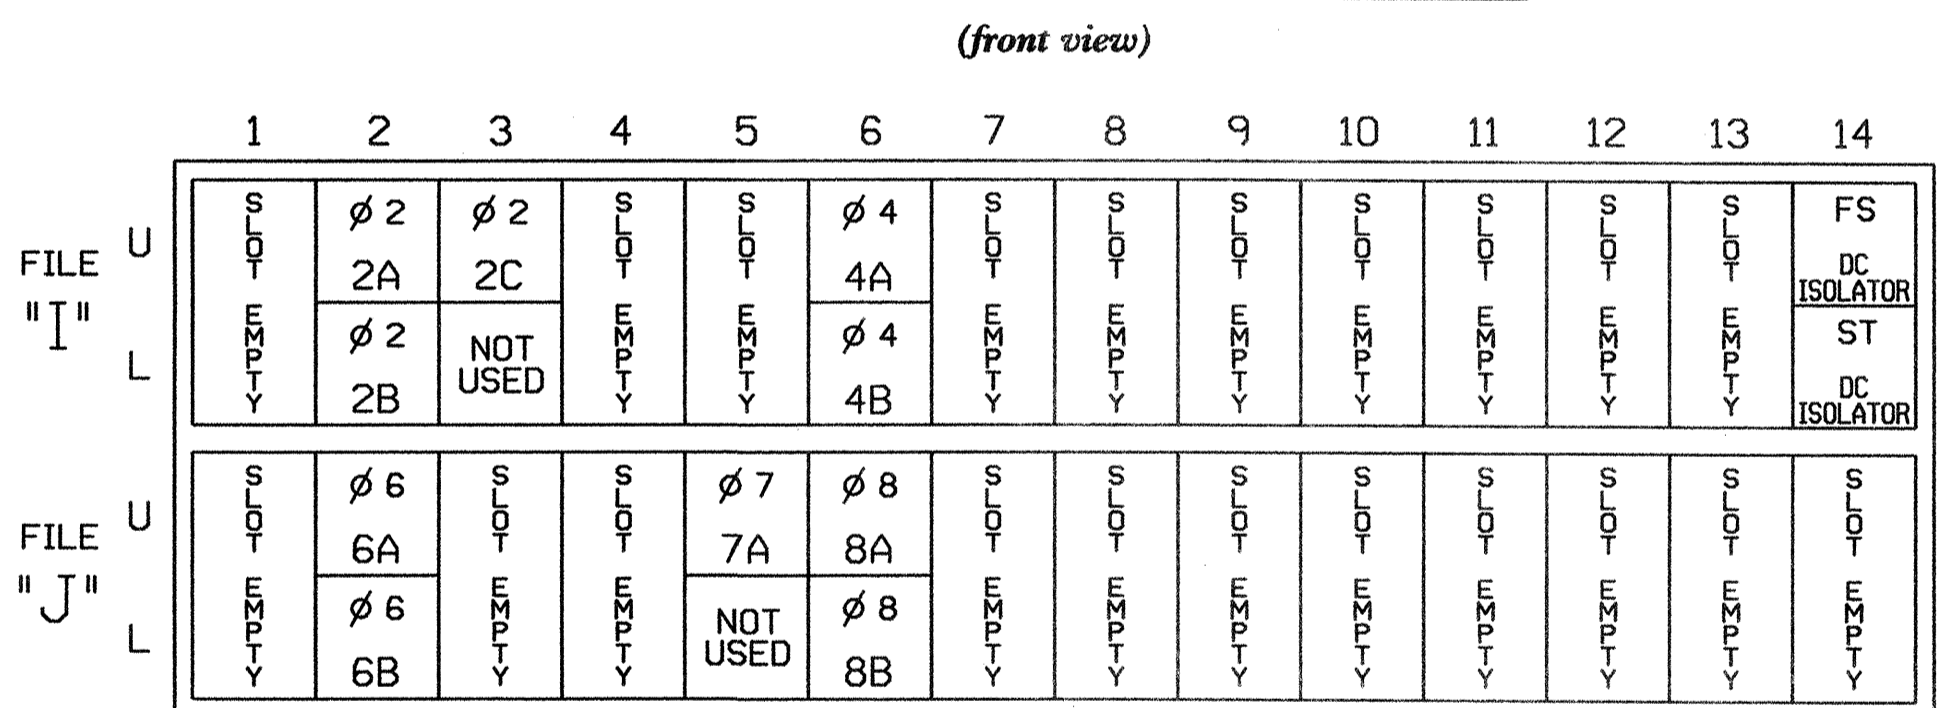 (front view)
1 2 3 4 5 6 7 8 9 10 11 12 13 14
FILE "I"
U
L
SLOT EMPTY
Ø 2
2A
Ø 2
2B
Ø 2
2C
NOT
USED
SLOT EMPTY
SLOT EMPTY
Ø 4
4A
Ø 4
4B
SLOT EMPTY
SLOT EMPTY
SLOT EMPTY
SLOT EMPTY
SLOT EMPTY
SLOT EMPTY
SLOT EMPTY
FS
DC
ISOLATOR
ST
DC
ISOLATOR
FILE "J"
U
L
SLOT EMPTY
Ø 6
6A
Ø 6
6B
SLOT EMPTY
SLOT EMPTY
Ø 7
7A
NOT
USED
Ø 8
8A
Ø 8
8B
SLOT EMPTY
SLOT EMPTY
SLOT EMPTY
SLOT EMPTY
SLOT EMPTY
SLOT EMPTY
SLOT EMPTY
SLOT EMPTY